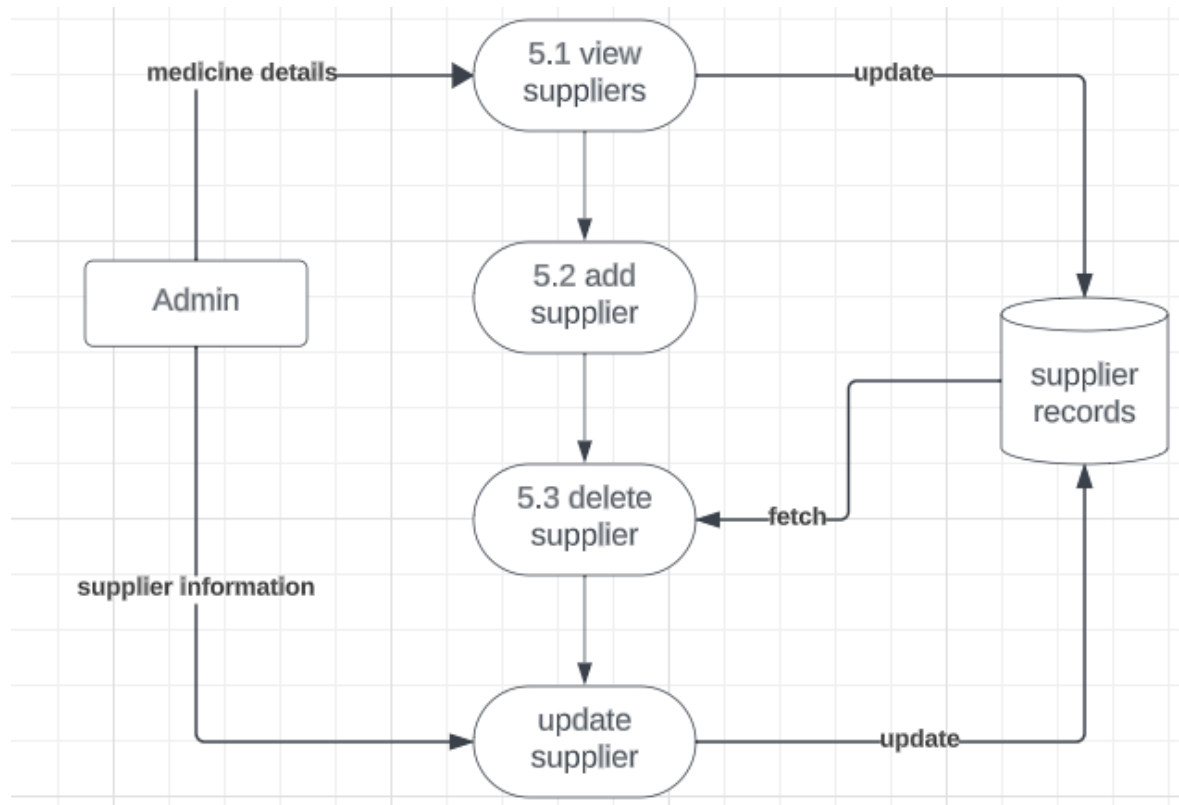 5.1 view
suppliers
medicine details
update
5.2 add
supplier
Admin
supplier
records
5.3 delete
supplier
fetch
supplier information
update
supplier
update